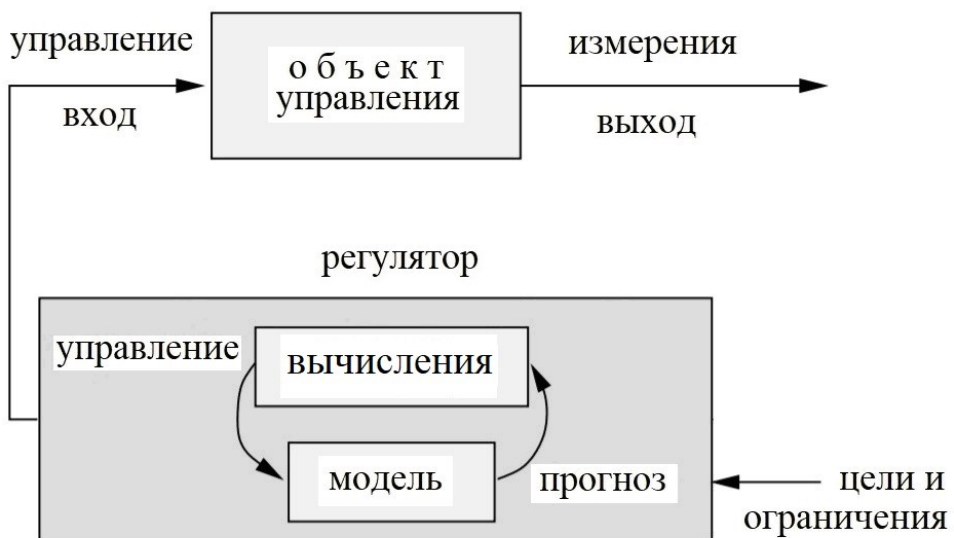 управление
о б ъ е к т
управления
измерения
вход
выход
регулятор
управление
вычисления
модель
прогноз
цели и
ограничения